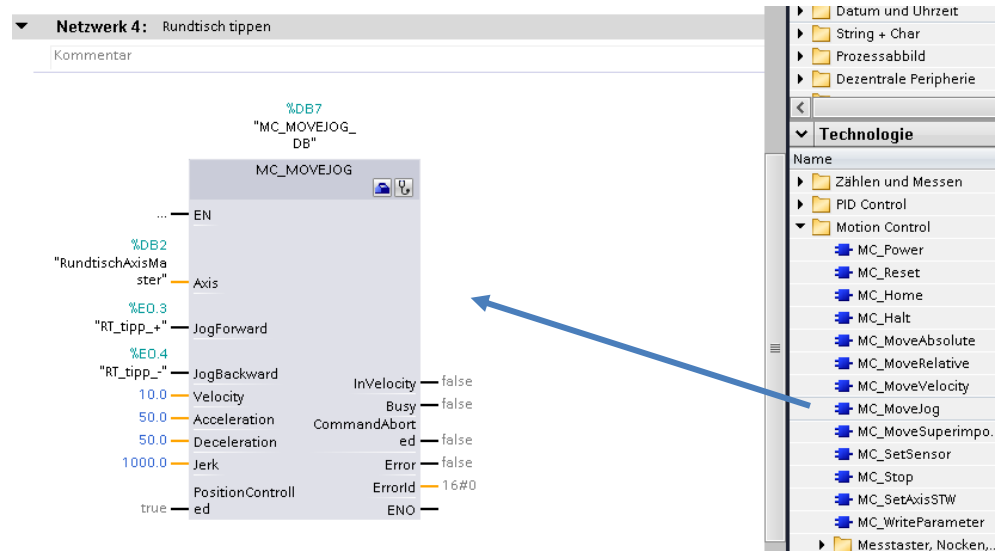 Netzwerk 4: Rundtisch tippen
Kommentar
%DB7
"MC_MOVEJOG_
DB"
MC_MOVEJOG
... EN
%DB2
"RundtischAxisMa
ster" Axis
%E0.3
"RT_tipp_+" JogForward
%E0.4
"RT_tipp_-" JogBackward
10.0 Velocity
50.0 Acceleration
50.0 Deceleration
1000.0 Jerk
PositionControll
true ed
InVelocity false
Busy false
CommandAbort
ed false
Error false
ErrorId 16#0
ENO
Datum und Uhrzeit
String + Char
Prozessabbild
Dezentrale Peripherie
Technologie
Name
Zählen und Messen
PID Control
Motion Control
MC_Power
MC_Reset
MC_Home
MC_Halt
MC_MoveAbsolute
MC_MoveRelative
MC_MoveVelocity
MC_MoveJog
MC_MoveSuperimpo.
MC_SetSensor
MC_Stop
MC_SetAxisSTW
MC_WriteParameter
Messtaster, Nocken,..